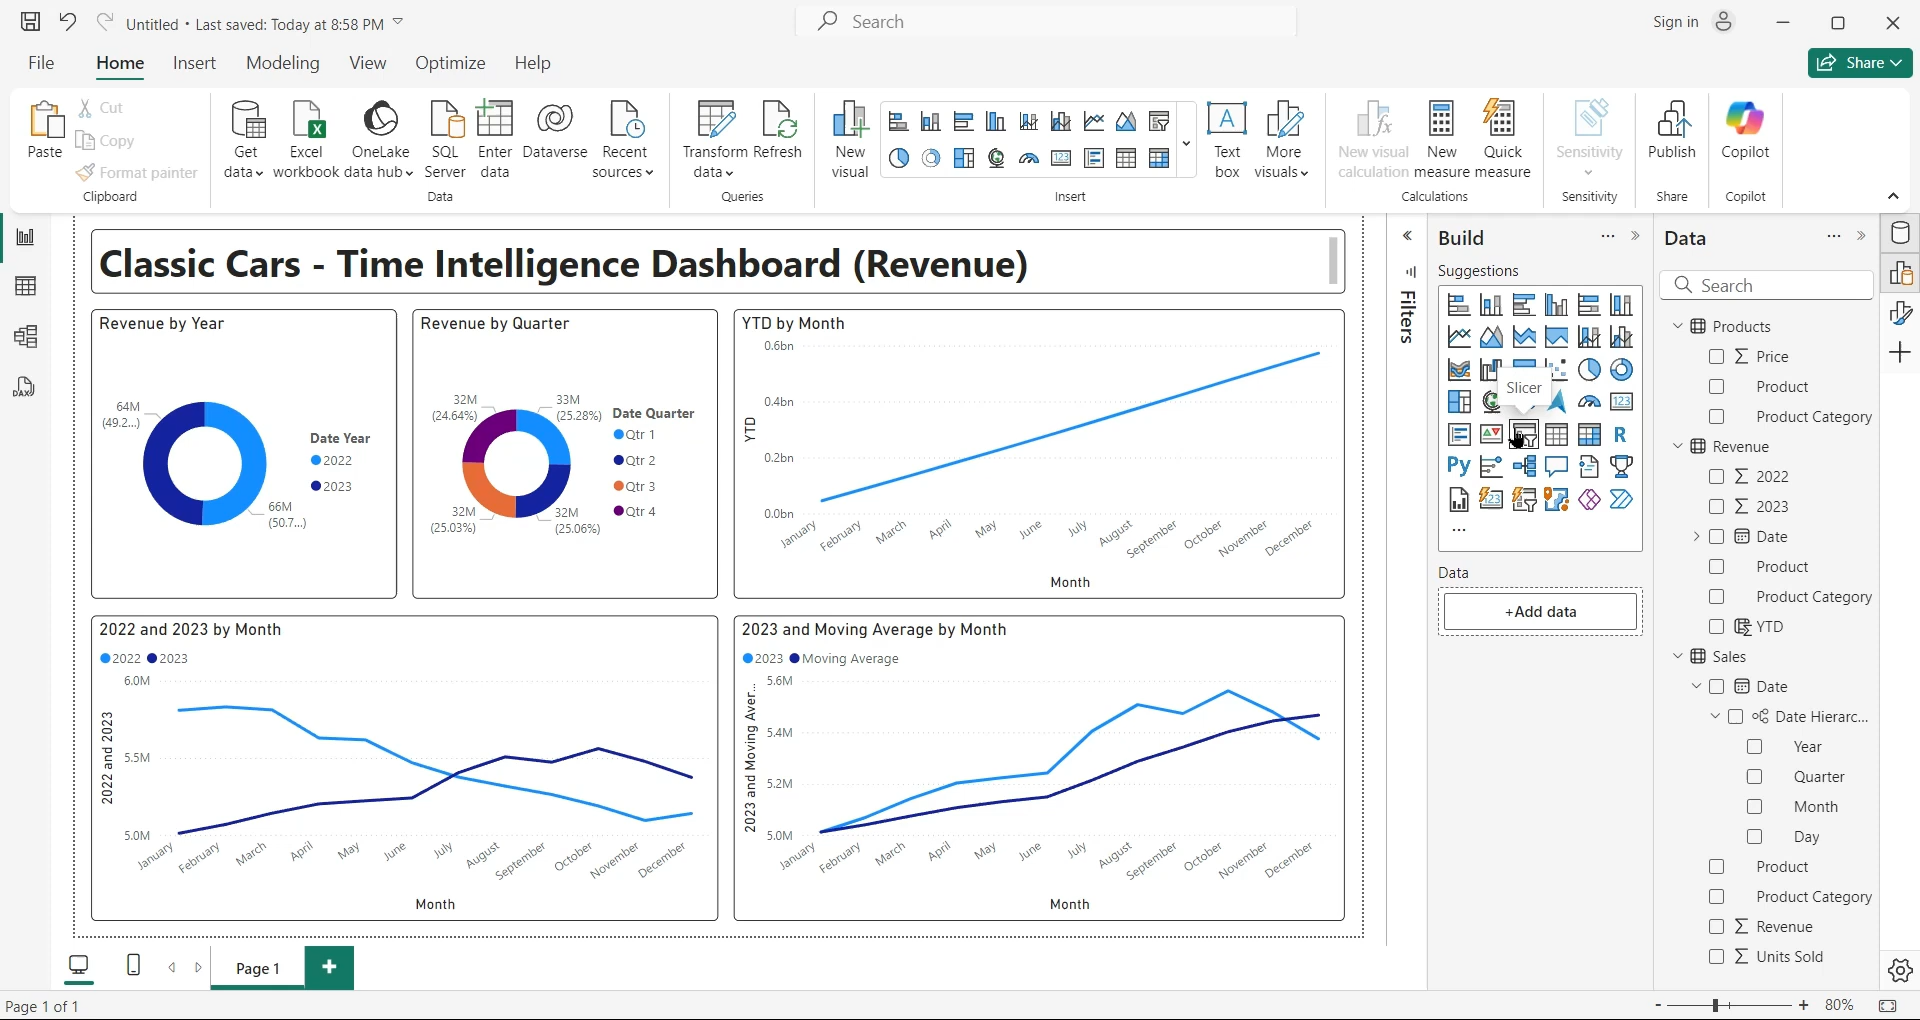 Untitled • Last saved: Today at 8:58 PM
Search
Sign in
File
Home
Insert
Modeling
View
Optimize
Help
Share
Paste
Cut
Copy
Format painter
Clipboard
Get data
Excel workbook
OneLake data hub
SQL Server
Enter data
Dataverse
Recent sources
Data
Transform data
Refresh
Queries
New visual
Text box
More visuals
Insert
New visual calculation
New measure
Quick measure
Calculations
Sensitivity
Sensitivity
Publish
Share
Copilot
Copilot
Classic Cars - Time Intelligence Dashboard (Revenue)
Revenue by Year
64M
(49.2...)
66M
(50.7...)
Date Year
2022
2023
Revenue by Quarter
32M
(24.64%)
33M
(25.28%)
32M
(25.03%)
32M
(25.06%)
Date Quarter
Qtr 1
Qtr 2
Qtr 3
Qtr 4
YTD by Month
YTD
0.6bn
0.4bn
0.2bn
0.0bn
January
February
March
April
May
June
July
August
September
October
November
December
Month
2022 and 2023 by Month
2022
2023
2022 and 2023
6.0M
5.5M
5.0M
January
February
March
April
May
June
July
August
September
October
November
December
Month
2023 and Moving Average by Month
2023
Moving Average
2023 and Moving Aver...
5.6M
5.4M
5.2M
5.0M
January
February
March
April
May
June
July
August
September
October
November
December
Month
Filters
Build
Suggestions
Slicer
123
R
Py
Data
+Add data
Data
Search
Products
Price
Product
Product Category
Revenue
2022
2023
Date
Product
Product Category
YTD
Sales
Date
Date Hierarc...
Year
Quarter
Month
Day
Product
Product Category
Revenue
Units Sold
DAX
Page 1
Page 1 of 1
- + 80%